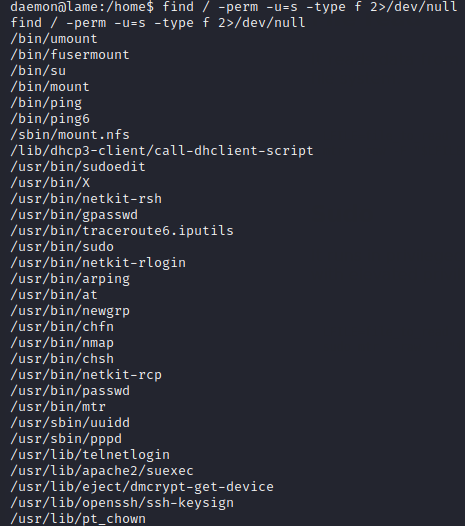 daemon@lame:/home$ find / -perm -u=s -type f 2>/dev/null
find / -perm -u=s -type f 2>/dev/null
/bin/umount
/bin/fusermount
/bin/su
/bin/mount
/bin/ping
/bin/ping6
/sbin/mount.nfs
/lib/dhcp3-client/call-dhclient-script
/usr/bin/sudoedit
/usr/bin/X
/usr/bin/netkit-rsh
/usr/bin/gpasswd
/usr/bin/traceroute6.iputils
/usr/bin/sudo
/usr/bin/netkit-rlogin
/usr/bin/arping
/usr/bin/at
/usr/bin/newgrp
/usr/bin/chfn
/usr/bin/nmap
/usr/bin/chsh
/usr/bin/netkit-rcp
/usr/bin/passwd
/usr/bin/mtr
/usr/sbin/uuidd
/usr/sbin/pppd
/usr/lib/telnetlogin
/usr/lib/apache2/suexec
/usr/lib/eject/dmcrypt-get-device
/usr/lib/openssh/ssh-keysign
/usr/lib/pt_chown